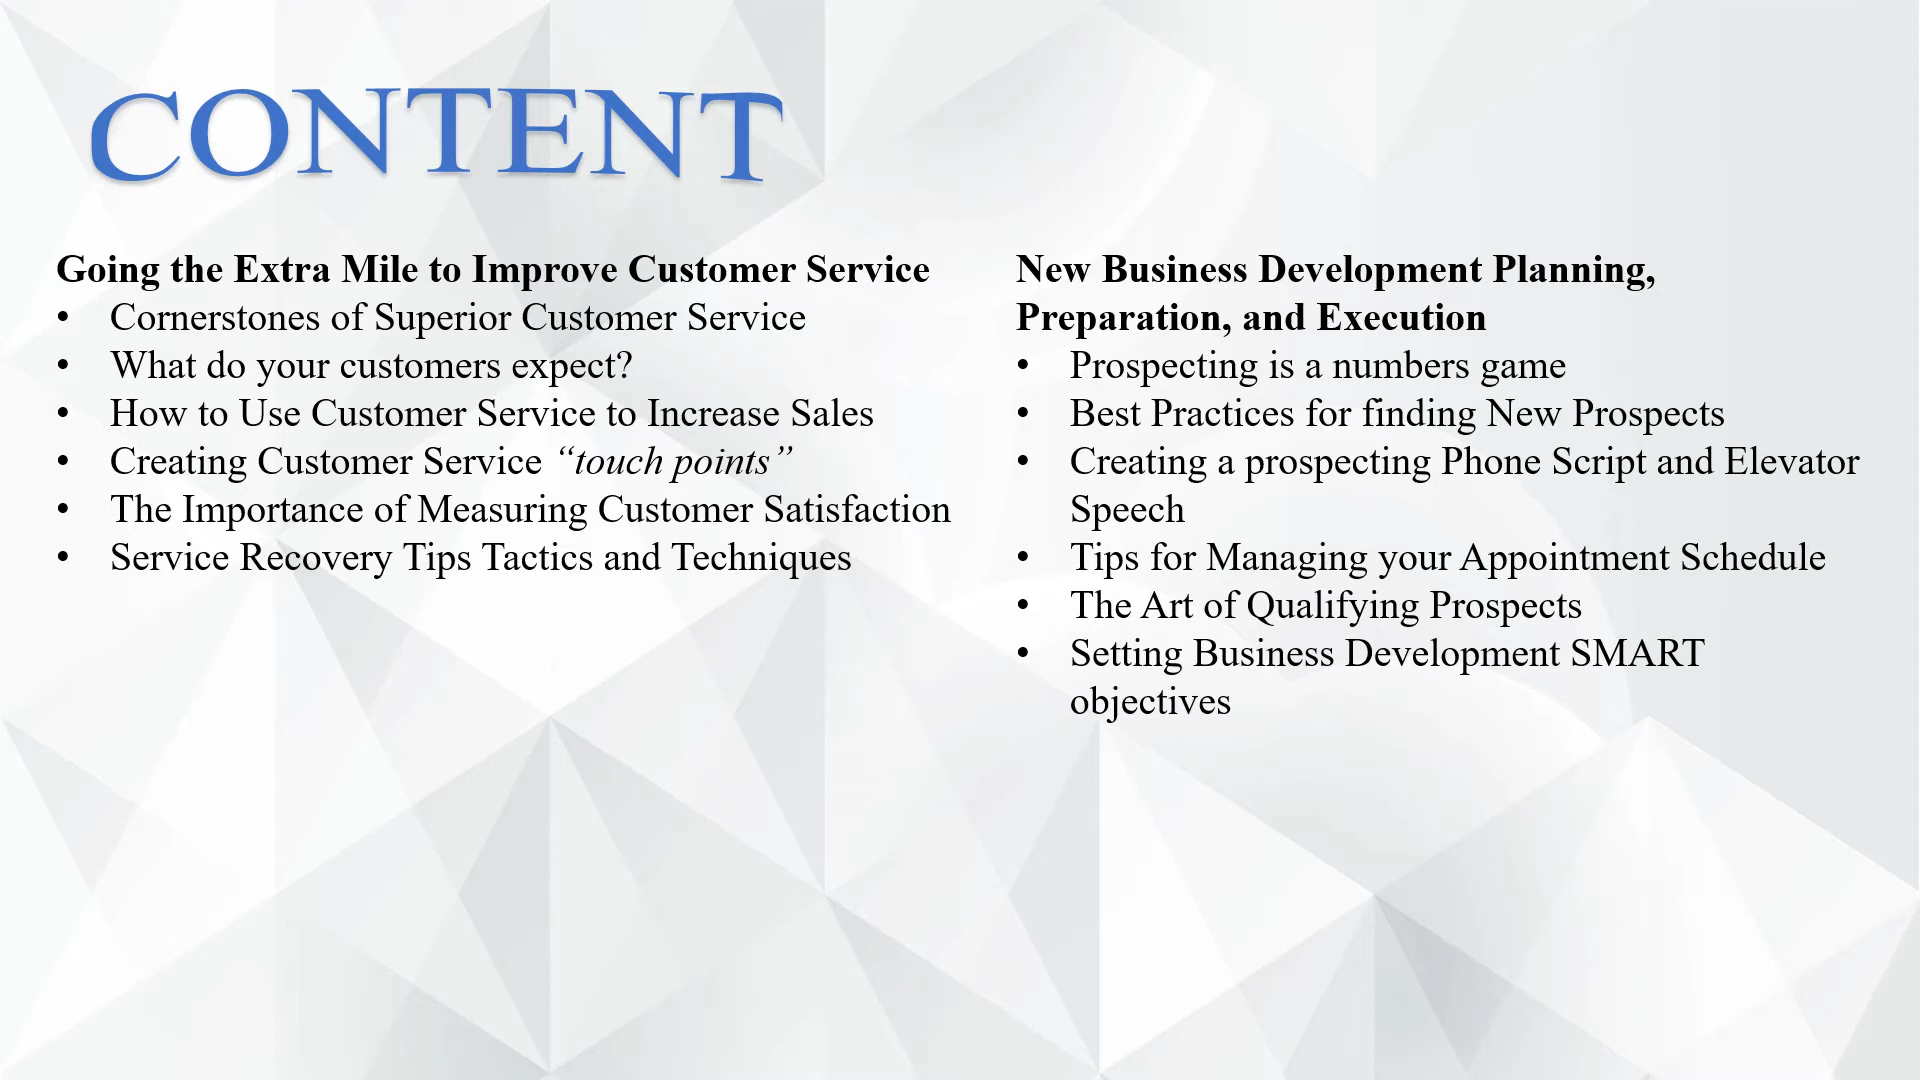 CONTENT
Going the Extra Mile to Improve Customer Service
• Cornerstones of Superior Customer Service
• What do your customers expect?
• How to Use Customer Service to Increase Sales
• Creating Customer Service “touch points”
• The Importance of Measuring Customer Satisfaction
• Service Recovery Tips Tactics and Techniques
New Business Development Planning,
Preparation, and Execution
• Prospecting is a numbers game
• Best Practices for finding New Prospects
• Creating a prospecting Phone Script and Elevator
Speech
• Tips for Managing your Appointment Schedule
• The Art of Qualifying Prospects
• Setting Business Development SMART
objectives